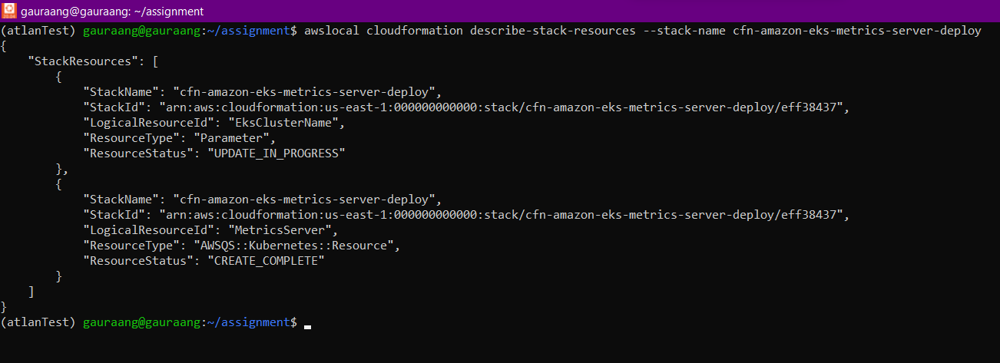 gauraang@gauraang: ~/assignment
(atlanTest) gauraang@gauraang:~/assignment$ awslocal cloudformation describe-stack-resources --stack-name cfn-amazon-eks-metrics-server-deploy
{
    "StackResources": [
        {
            "StackName": "cfn-amazon-eks-metrics-server-deploy",
            "StackId": "arn:aws:cloudformation:us-east-1:000000000000:stack/cfn-amazon-eks-metrics-server-deploy/eff38437",
            "LogicalResourceId": "EksClusterName",
            "ResourceType": "Parameter",
            "ResourceStatus": "UPDATE_IN_PROGRESS"
        },
        {
            "StackName": "cfn-amazon-eks-metrics-server-deploy",
            "StackId": "arn:aws:cloudformation:us-east-1:000000000000:stack/cfn-amazon-eks-metrics-server-deploy/eff38437",
            "LogicalResourceId": "MetricsServer",
            "ResourceType": "AWSQS::Kubernetes::Resource",
            "ResourceStatus": "CREATE_COMPLETE"
        }
    ]
}
(atlanTest) gauraang@gauraang:~/assignment$